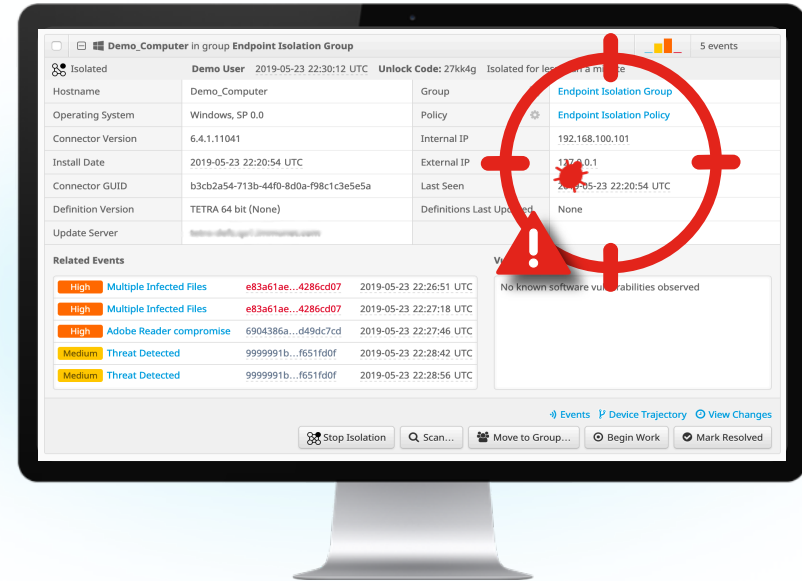 Demo_Computer in group Endpoint Isolation Group 5 events
Isolated Demo User 2019-05-23 22:30:12 UTC Unlock Code: 27kk4g Isolated for less than a minute
Hostname Demo_Computer Group Endpoint Isolation Group
Operating System Windows, SP 0.0 Policy Endpoint Isolation Policy
Connector Version 6.4.1.11041 Internal IP 192.168.100.101
Install Date 2019-05-23 22:20:54 UTC External IP 127.0.0.1
Connector GUID b3cb2a54-713b-44f0-8d0a-f98c1c3e5e5a Last Seen 2019-05-23 22:20:54 UTC
Definition Version TETRA 64 bit (None) Definitions Last Updated None
Update Server
Related Events
High Multiple Infected Files e83a61ae...4286cd07 2019-05-23 22:26:51 UTC No known software vulnerabilities observed
High Multiple Infected Files e83a61ae...4286cd07 2019-05-23 22:27:18 UTC
High Adobe Reader compromise 6904386a...d49dc7cd 2019-05-23 22:27:46 UTC
Medium Threat Detected 9999991b...f651fd0f 2019-05-23 22:28:42 UTC
Medium Threat Detected 9999991b...f651fd0f 2019-05-23 22:28:56 UTC
Events Device Trajectory View Changes
Stop Isolation Scan... Move to Group... Begin Work Mark Resolved